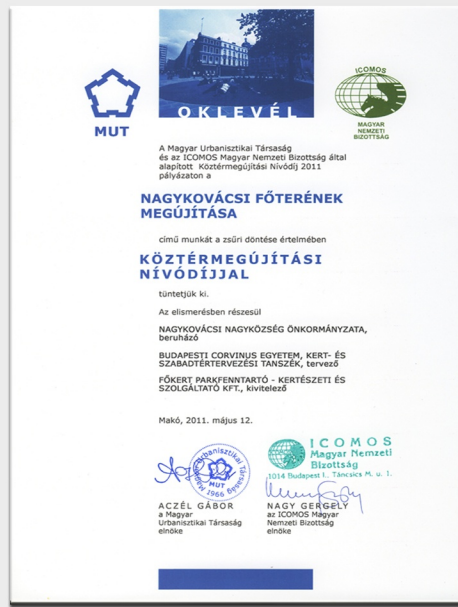 OKLEVÉL
MUT
ICOMOS
MAGYAR
NEMZETI
BIZOTTSÁG
A Magyar Urbanisztikai Társaság
és az ICOMOS Magyar Nemzeti Bizottság által
alapított Köztérmegújítási Nívódíj 2011
pályázaton a
NAGYKOVÁCSI FŐTERÉNEK
MEGÚJÍTÁSA
című munkát a zsűri döntése értelmében
KÖZTÉRMEGÚJÍTÁSI
NÍVÓDÍJJAL
tüntetjük ki.
Az elismerésben részesül
NAGYKOVÁCSI NAGYKÖZSÉG ÖNKORMÁNYZATA,
beruházó
BUDAPESTI CORVINUS EGYETEM, KERT- ÉS
SZABADTÉRTERVEZÉSI TANSZÉK, tervező
FŐKERT PARKFENNTARTÓ - KERTÉSZETI ÉS
SZOLGÁLTATÓ KFT., kivitelező
Makó, 2011. május 12.
Magyar Urbanisztikai Társaság
MUT
1966
ICOMOS
Magyar Nemzeti
Bizottság
1014 Budapest I., Táncsics M. u. 1.
ACZÉL GÁBOR
a Magyar
Urbanisztikai Társaság
elnöke
NAGY GERGELY
az ICOMOS Magyar
Nemzeti Bizottság
elnöke